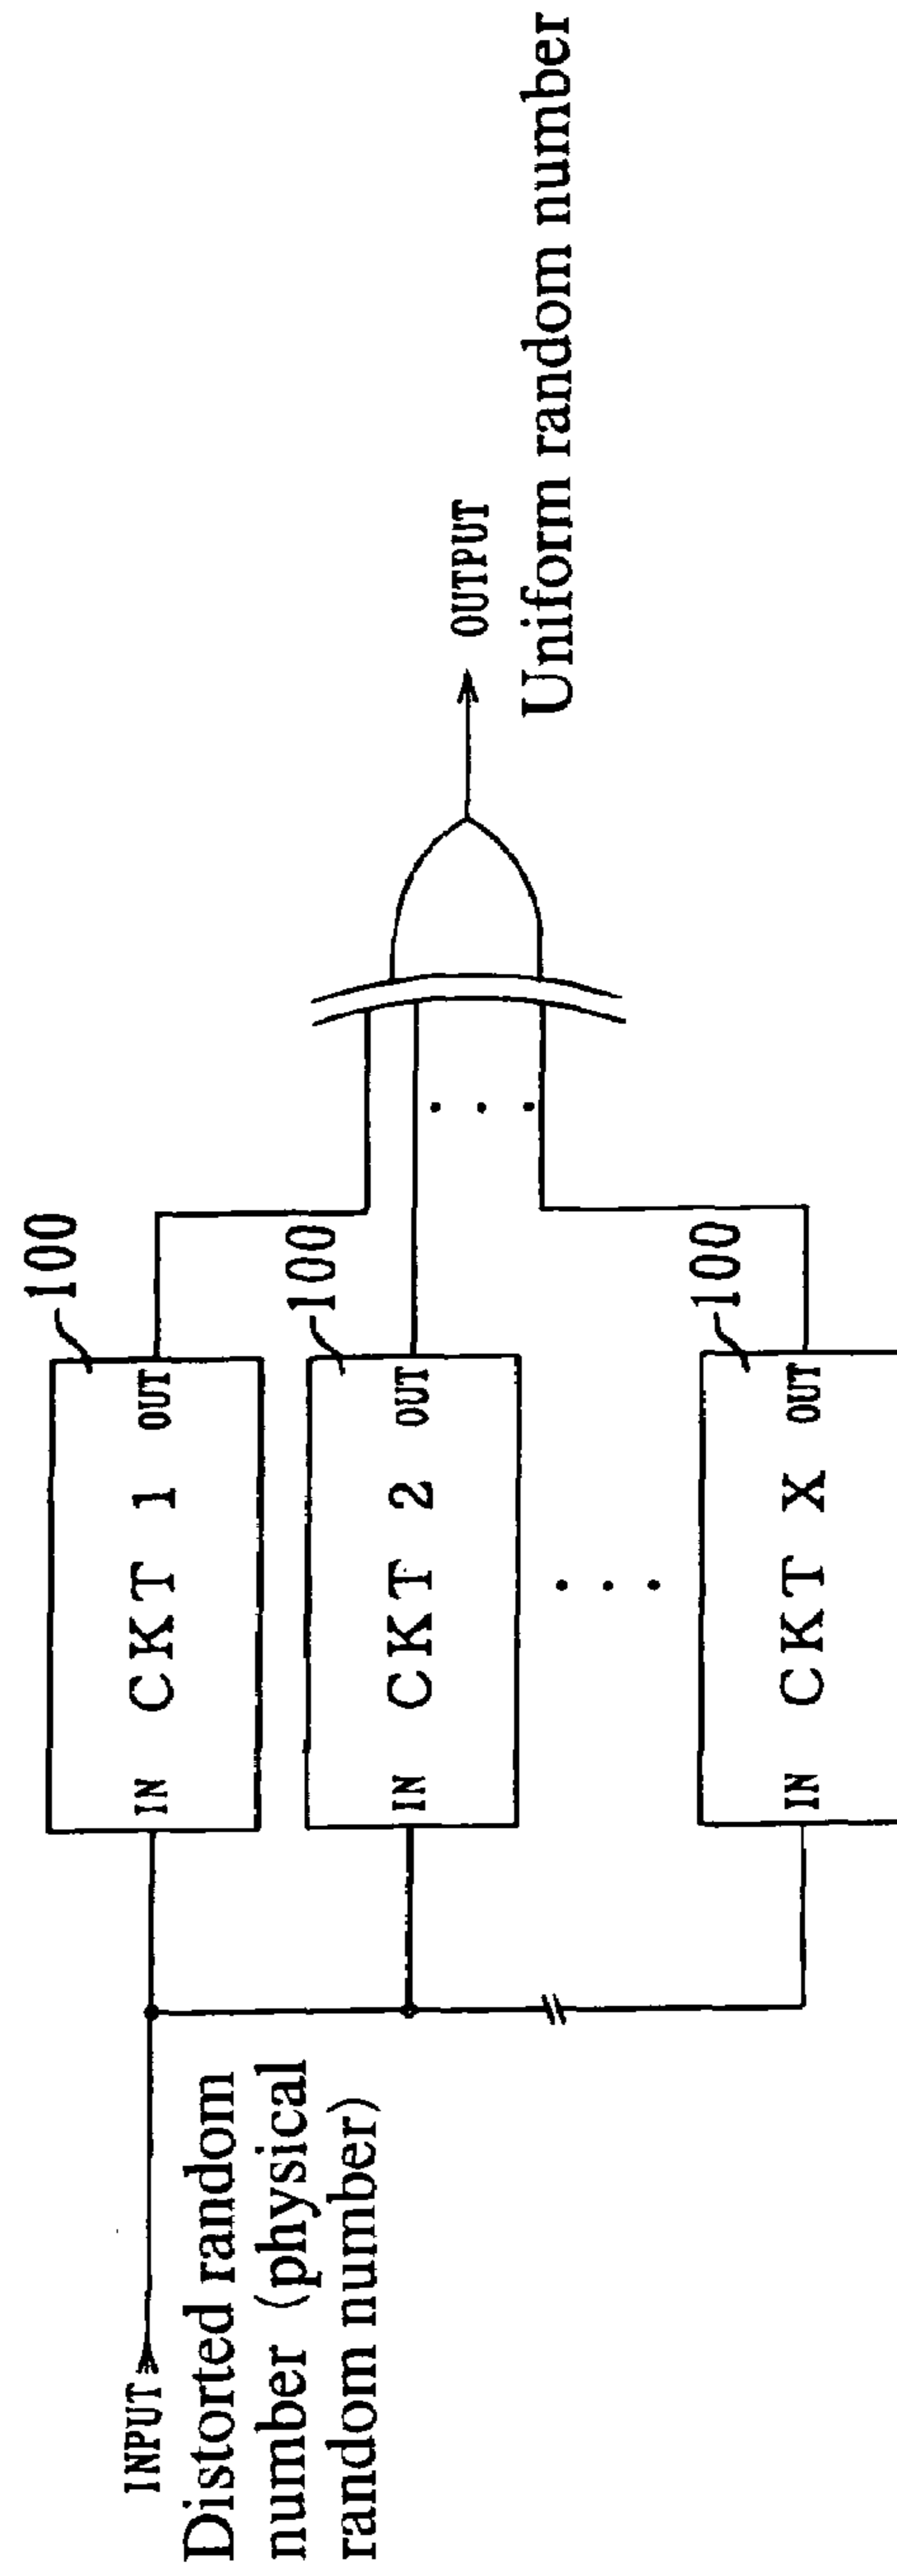 INPUT
Distorted random
number (physical
random number)
100
IN CKT 1 OUT
100
IN CKT 2 OUT
100
IN CKT X OUT
OUTPUT
Uniform random number